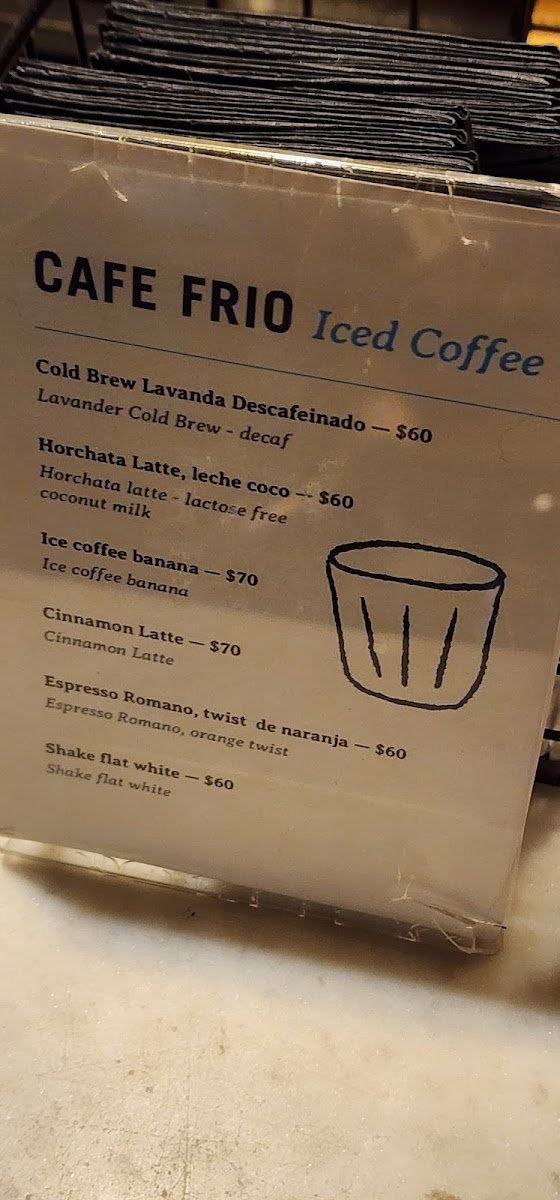 CAFE FRIO Iced Coffee
Cold Brew Lavanda Descafeinado — $60
Lavander Cold Brew - decaf
Horchata Latte, leche coco -- $60
Horchata latte - lactose free
coconut milk
Ice coffee banana — $70
Ice coffee banana
Cinnamon Latte — $70
Cinnamon Latte
Espresso Romano, twist de naranja — $60
Espresso Romano, orange twist
Shake flat white — $60
Shake flat white